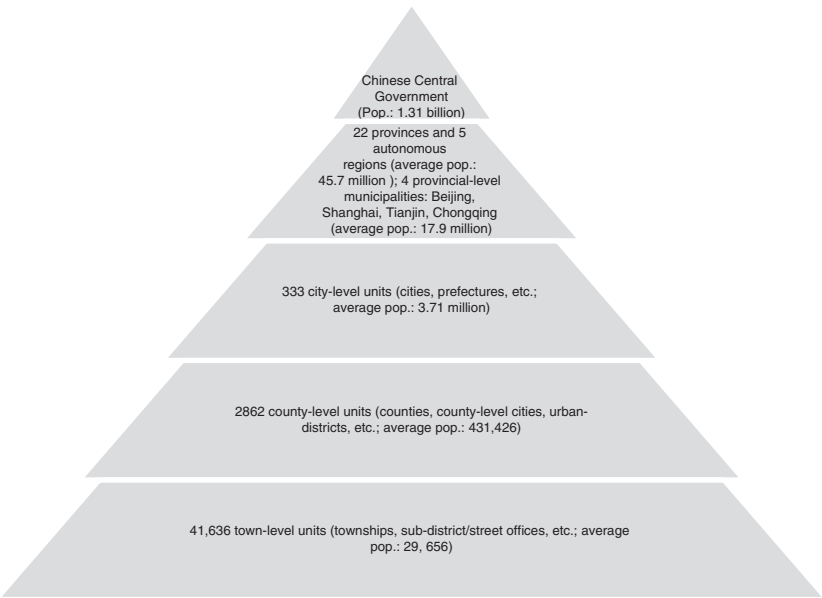 Chinese Central
Government
(Pop.: 1.31 billion)
22 provinces and 5
autonomous
regions (average pop.:
45.7 million ); 4 provincial-level
municipalities: Beijing,
Shanghai, Tianjin, Chongqing
(average pop.: 17.9 million)
333 city-level units (cities, prefectures, etc.;
average pop.: 3.71 million)
2862 county-level units (counties, county-level cities, urban-
districts, etc.; average pop.: 431,426)
41,636 town-level units (townships, sub-district/street offices, etc.; average
pop.: 29, 656)